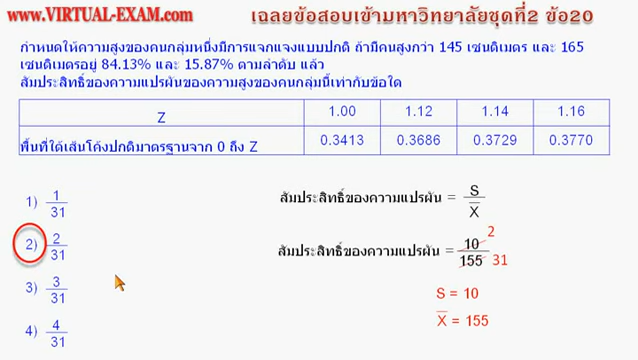 www.VIRTUAL-EXAM.com
เฉลยข้อสอบเข้ามหาวิทยาลัยชุดที่2 ข้อ20
กำหนดให้ความสูงของคนกลุ่มหนึ่งมีการแจกแจงแบบปกติ ถ้ามีคนสูงกว่า 145 เซนติเมตร และ 165
เซนติเมตรอยู่ 84.13% และ 15.87% ตามลำดับ แล้ว
สัมประสิทธิ์ของความแปรผันของความสูงของคนกลุ่มนี้เท่ากับข้อใด
Z 1.00 1.12 1.14 1.16
พื้นที่ใต้เส้นโค้งปกติมาตรฐานจาก 0 ถึง Z 0.3413 0.3686 0.3729 0.3770
1) 1/31
2) 2/31
3) 3/31
4) 4/31
สัมประสิทธิ์ของความแปรผัน = S/X̅
สัมประสิทธิ์ของความแปรผัน = 10/155 2 31
S = 10
X̅ = 155